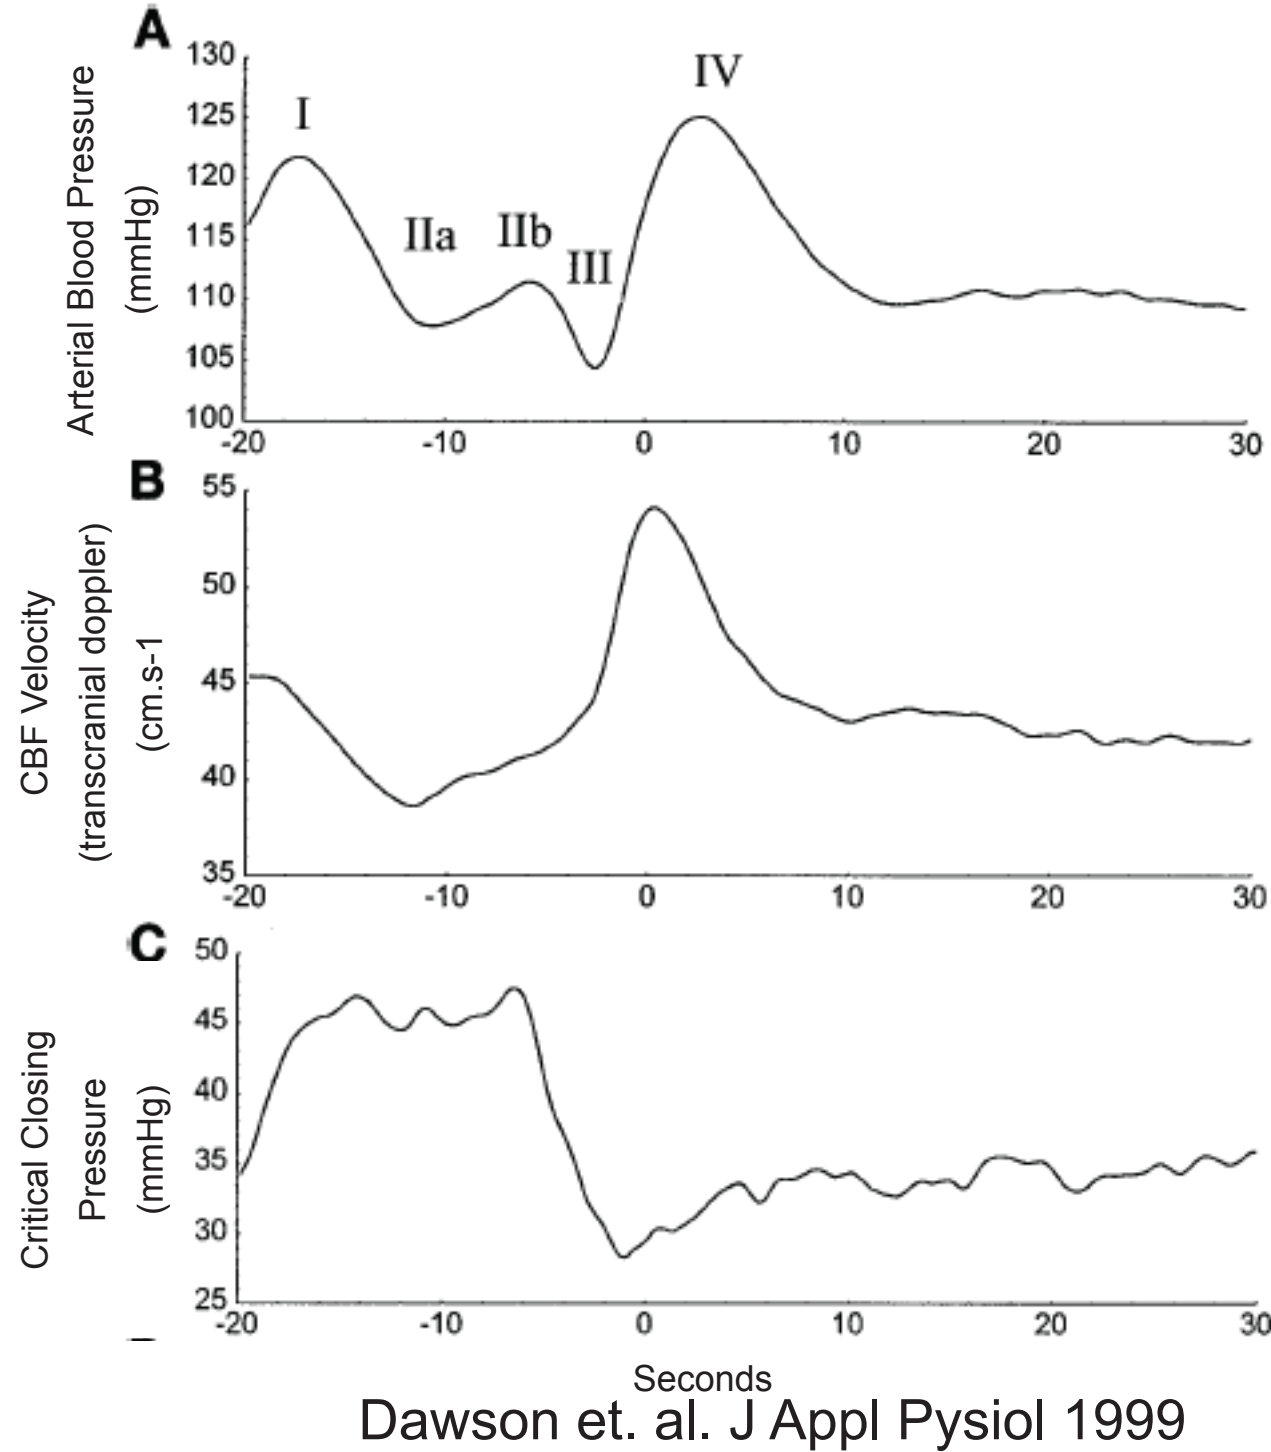 A
Arterial Blood Pressure
(mmHg)
130
125
120
115
110
105
100
I
IIa
IIb
III
IV
-20 -10 0 10 20 30
B
CBF Velocity
(transcranial doppler)
(cm.s-1
55
50
45
40
35
-20 -10 0 10 20 30
C
Critical Closing
Pressure
(mmHg)
50
45
40
35
30
25
-20 -10 0 10 20 30
Seconds
Dawson et. al. J Appl Pysiol 1999